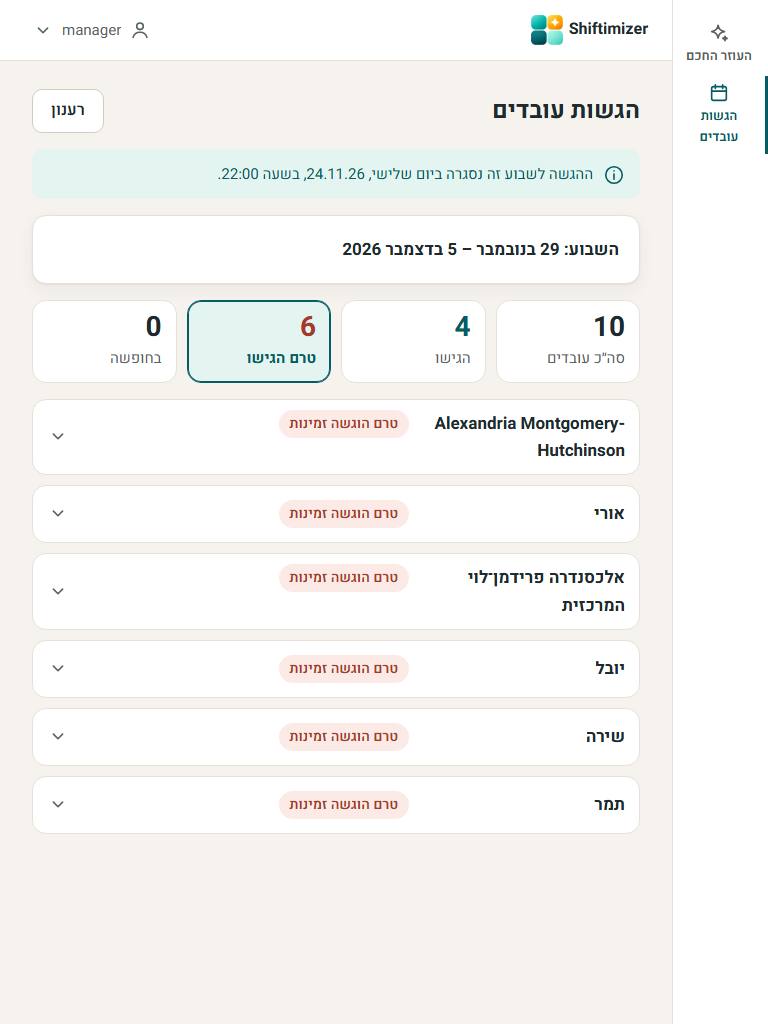 Shiftimizer
manager
העוזר החכם
הגשות
עובדים
הגשות עובדים
רענון
ההגשה לשבוע זה נסגרה ביום שלישי, 24.11.26, בשעה 22:00.
השבוע: 29 בנובמבר – 5 בדצמבר 2026
10
סה"כ עובדים
4
הגישו
6
טרם הגישו
0
בחופשה
Alexandria Montgomery-
Hutchinson
טרם הוגשה זמינות
אורי
טרם הוגשה זמינות
אלכסנדרה פרידמן־לוי
המרכזית
טרם הוגשה זמינות
יובל
טרם הוגשה זמינות
שירה
טרם הוגשה זמינות
תמר
טרם הוגשה זמינות